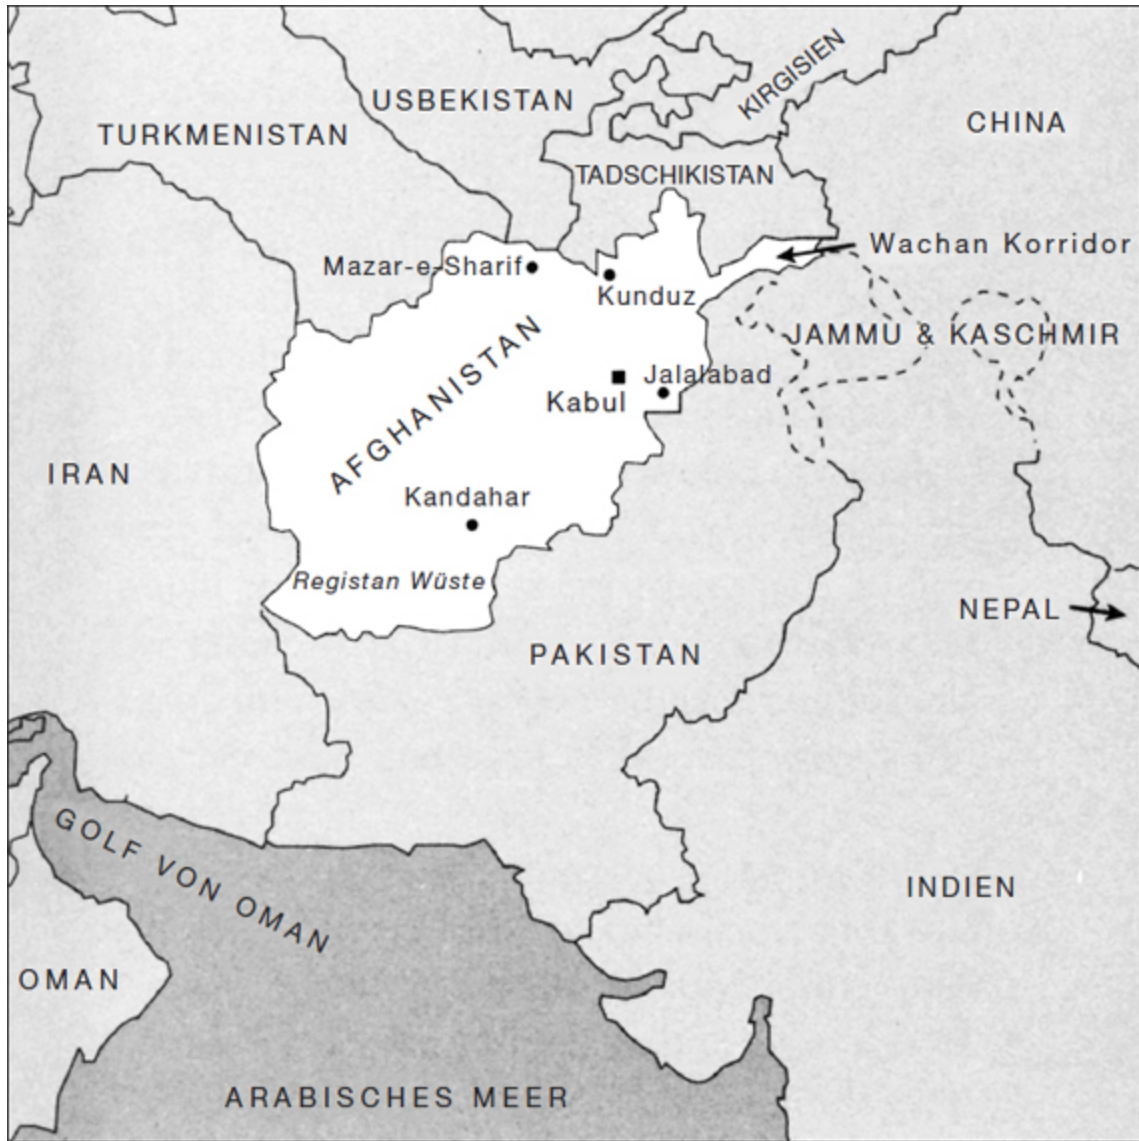 KIRGISIEN
USBEKISTAN
CHINA
TURKMENISTAN
TADSCHIKISTAN
Wachan Korridor
Mazar-e-Sharif
Kunduz
JAMMU & KASCHMIR
AFGHANISTAN
Jalalabad
Kabul
IRAN
Kandahar
Registan Wüste
NEPAL
PAKISTAN
GOLF VON OMAN
INDIEN
OMAN
ARABISCHES MEER